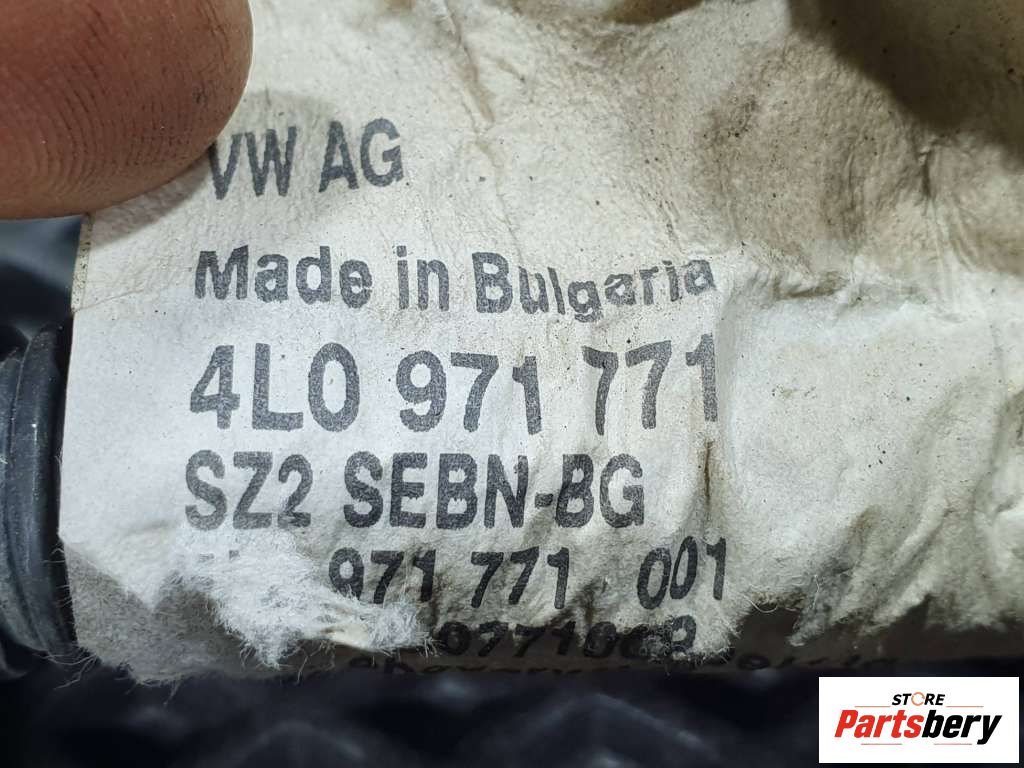 VW AG
Made in Bulgaria
4L0 971 771
SZ2 SEBN-BG
971 771 001
STORE
Partsbery